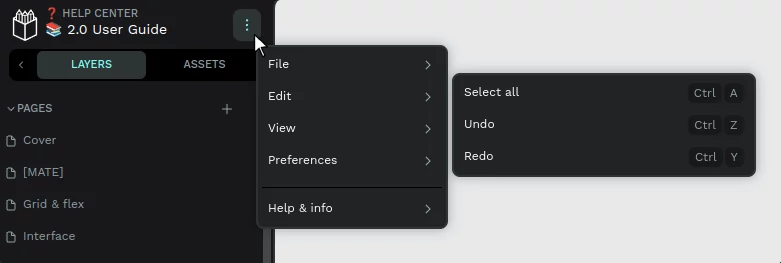 ❓ HELP CENTER
📚 2.0 User Guide
LAYERS ASSETS
PAGES
Cover
[MATE]
Grid & flex
Interface
File
Edit
View
Preferences
Help & info
Select all Ctrl A
Undo Ctrl Z
Redo Ctrl Y